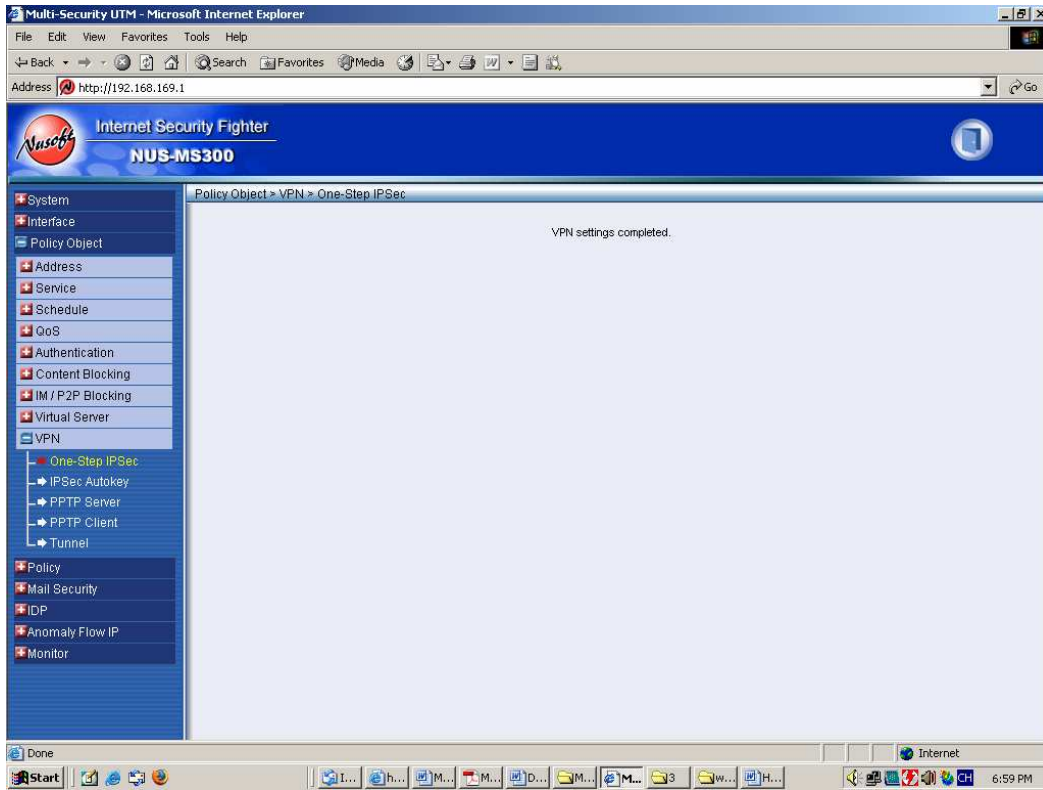 Multi-Security UTM - Microsoft Internet Explorer
File Edit View Favorites Tools Help
Back Search Favorites Media
Address http://192.168.169.1 Go
Nusoft
Internet Security Fighter
NUS-MS300
Policy Object > VPN > One-Step IPSec
VPN settings completed.
System
Interface
Policy Object
Address
Service
Schedule
QoS
Authentication
Content Blocking
IM / P2P Blocking
Virtual Server
VPN
One-Step IPSec
IPSec Autokey
PPTP Server
PPTP Client
Tunnel
Policy
Mail Security
IDP
Anomaly Flow IP
Monitor
Done Internet
Start I... h... M... M... D... M... M... 3 w... H... CH 6:59 PM